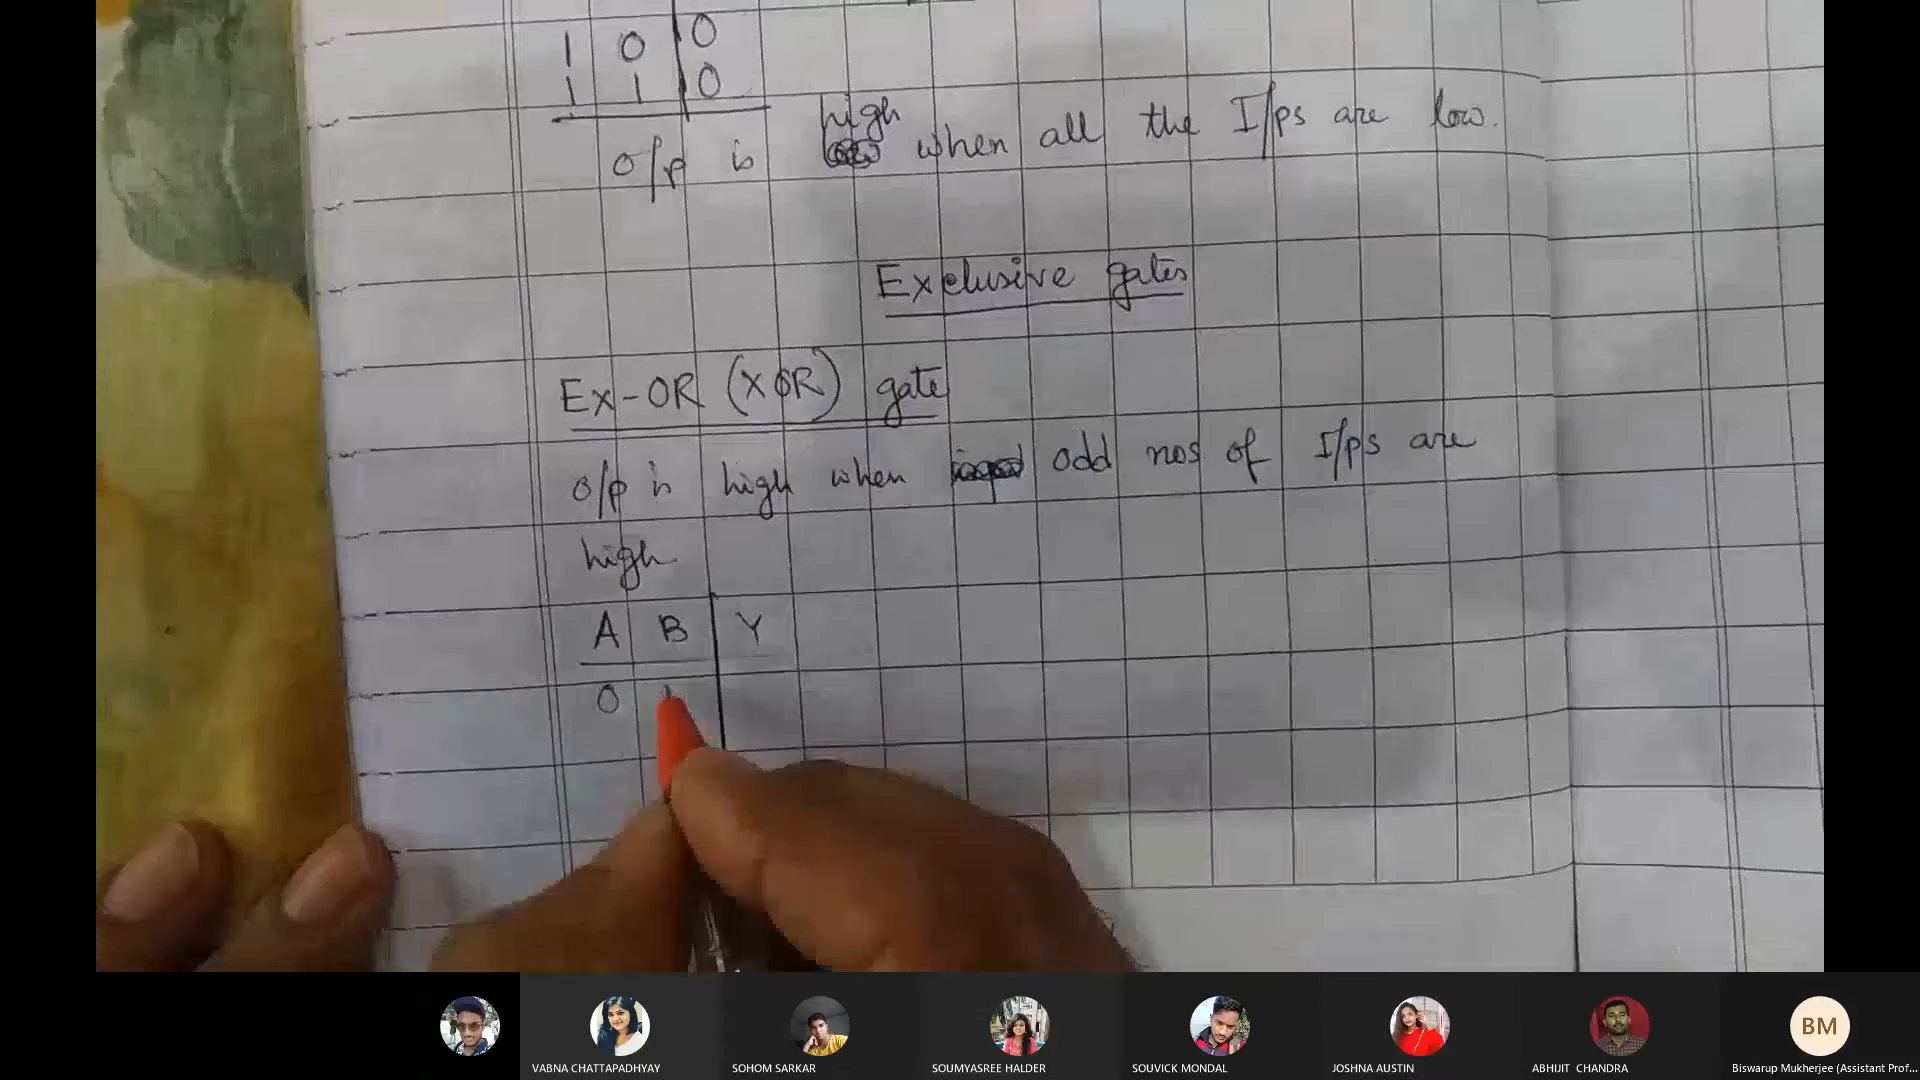 1 0 0
1 1 0
high
o/p is when all the I/ps are low.
Exclusive gates
Ex-OR (XOR) gate
o/p is high when odd nos of I/ps are
high
A B Y
0
BM
VABNA CHATTAPADHYAY
SOHOM SARKAR
SOUMYASREE HALDER
SOUVICK MONDAL
JOSHNA AUSTIN
ABHIJIT CHANDRA
Biswarup Mukherjee (Assistant Prof...